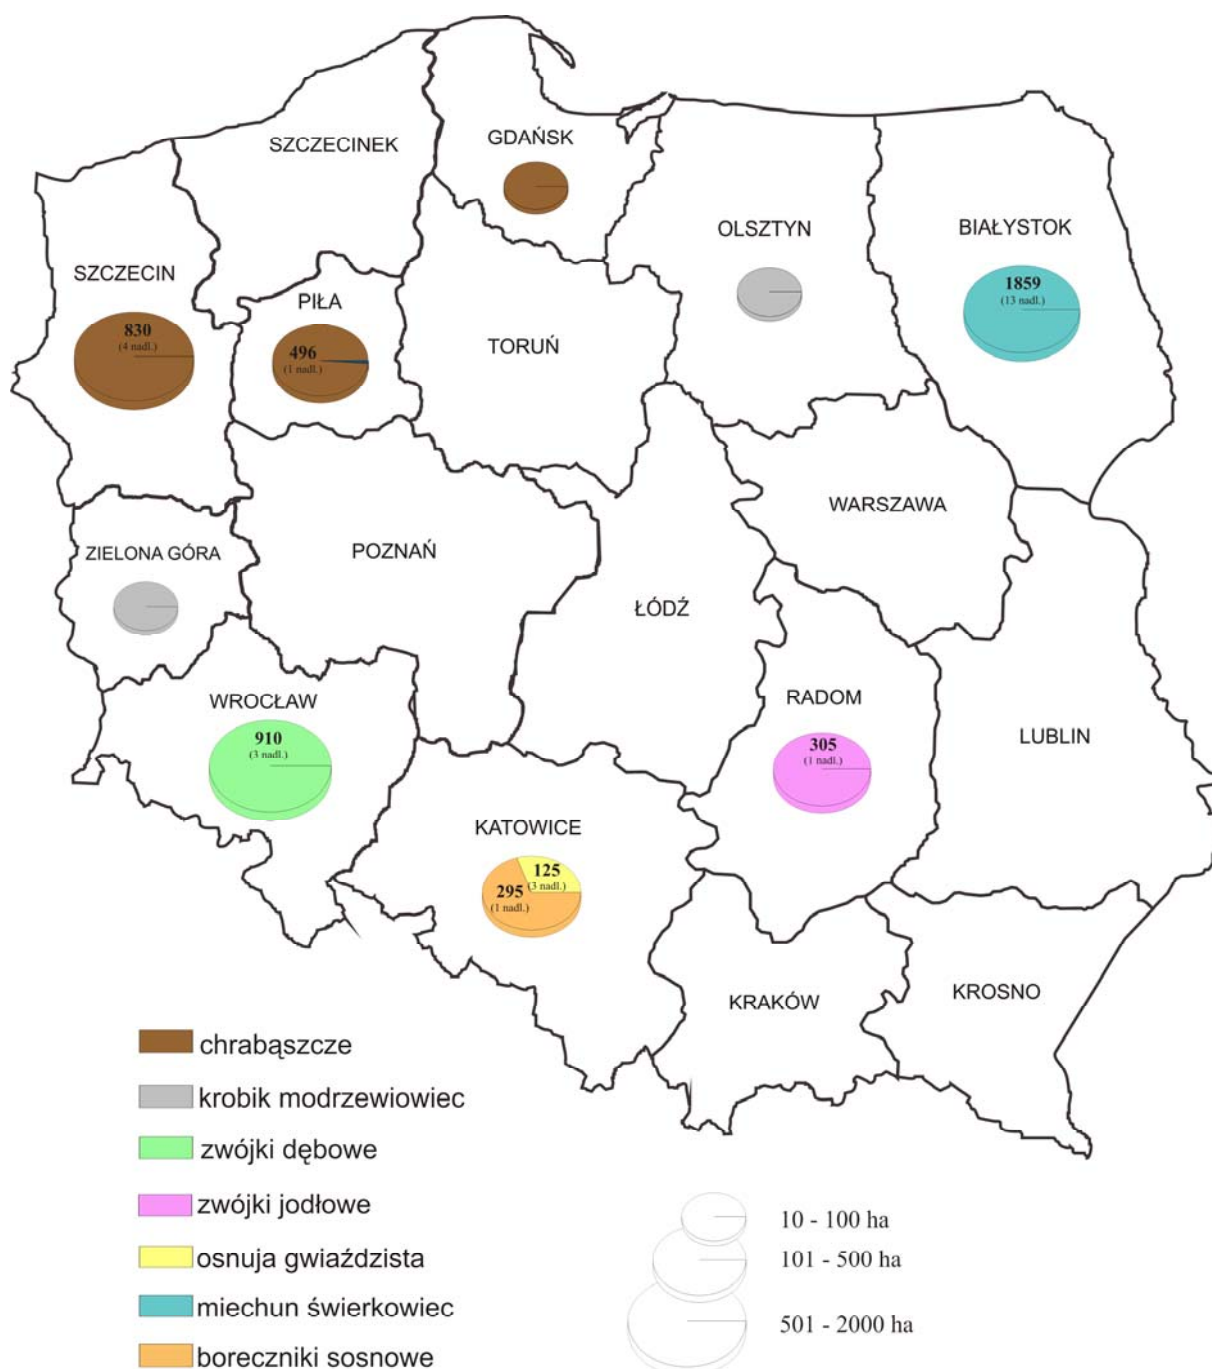 SZCZECINEK
GDAŃSK
OLSZTYN
BIAŁYSTOK
1859
(13 nadl.)
SZCZECIN
830
(4 nadl.)
PIŁA
496
(1 nadl.)
TORUŃ
WARSZAWA
ZIELONA GÓRA
POZNAŃ
ŁÓDŹ
WROCŁAW
910
(3 nadl.)
RADOM
305
(1 nadl.)
LUBLIN
KATOWICE
125
(3 nadl.)
295
(1 nadl.)
KRAKÓW
KROSNO
chrabąszcze
krobik modrzewiowiec
zwójki dębowe
zwójki jodłowe
osnuja gwiaździsta
miechun świerkowiec
boreczniki sosnowe
10 - 100 ha
101 - 500 ha
501 - 2000 ha